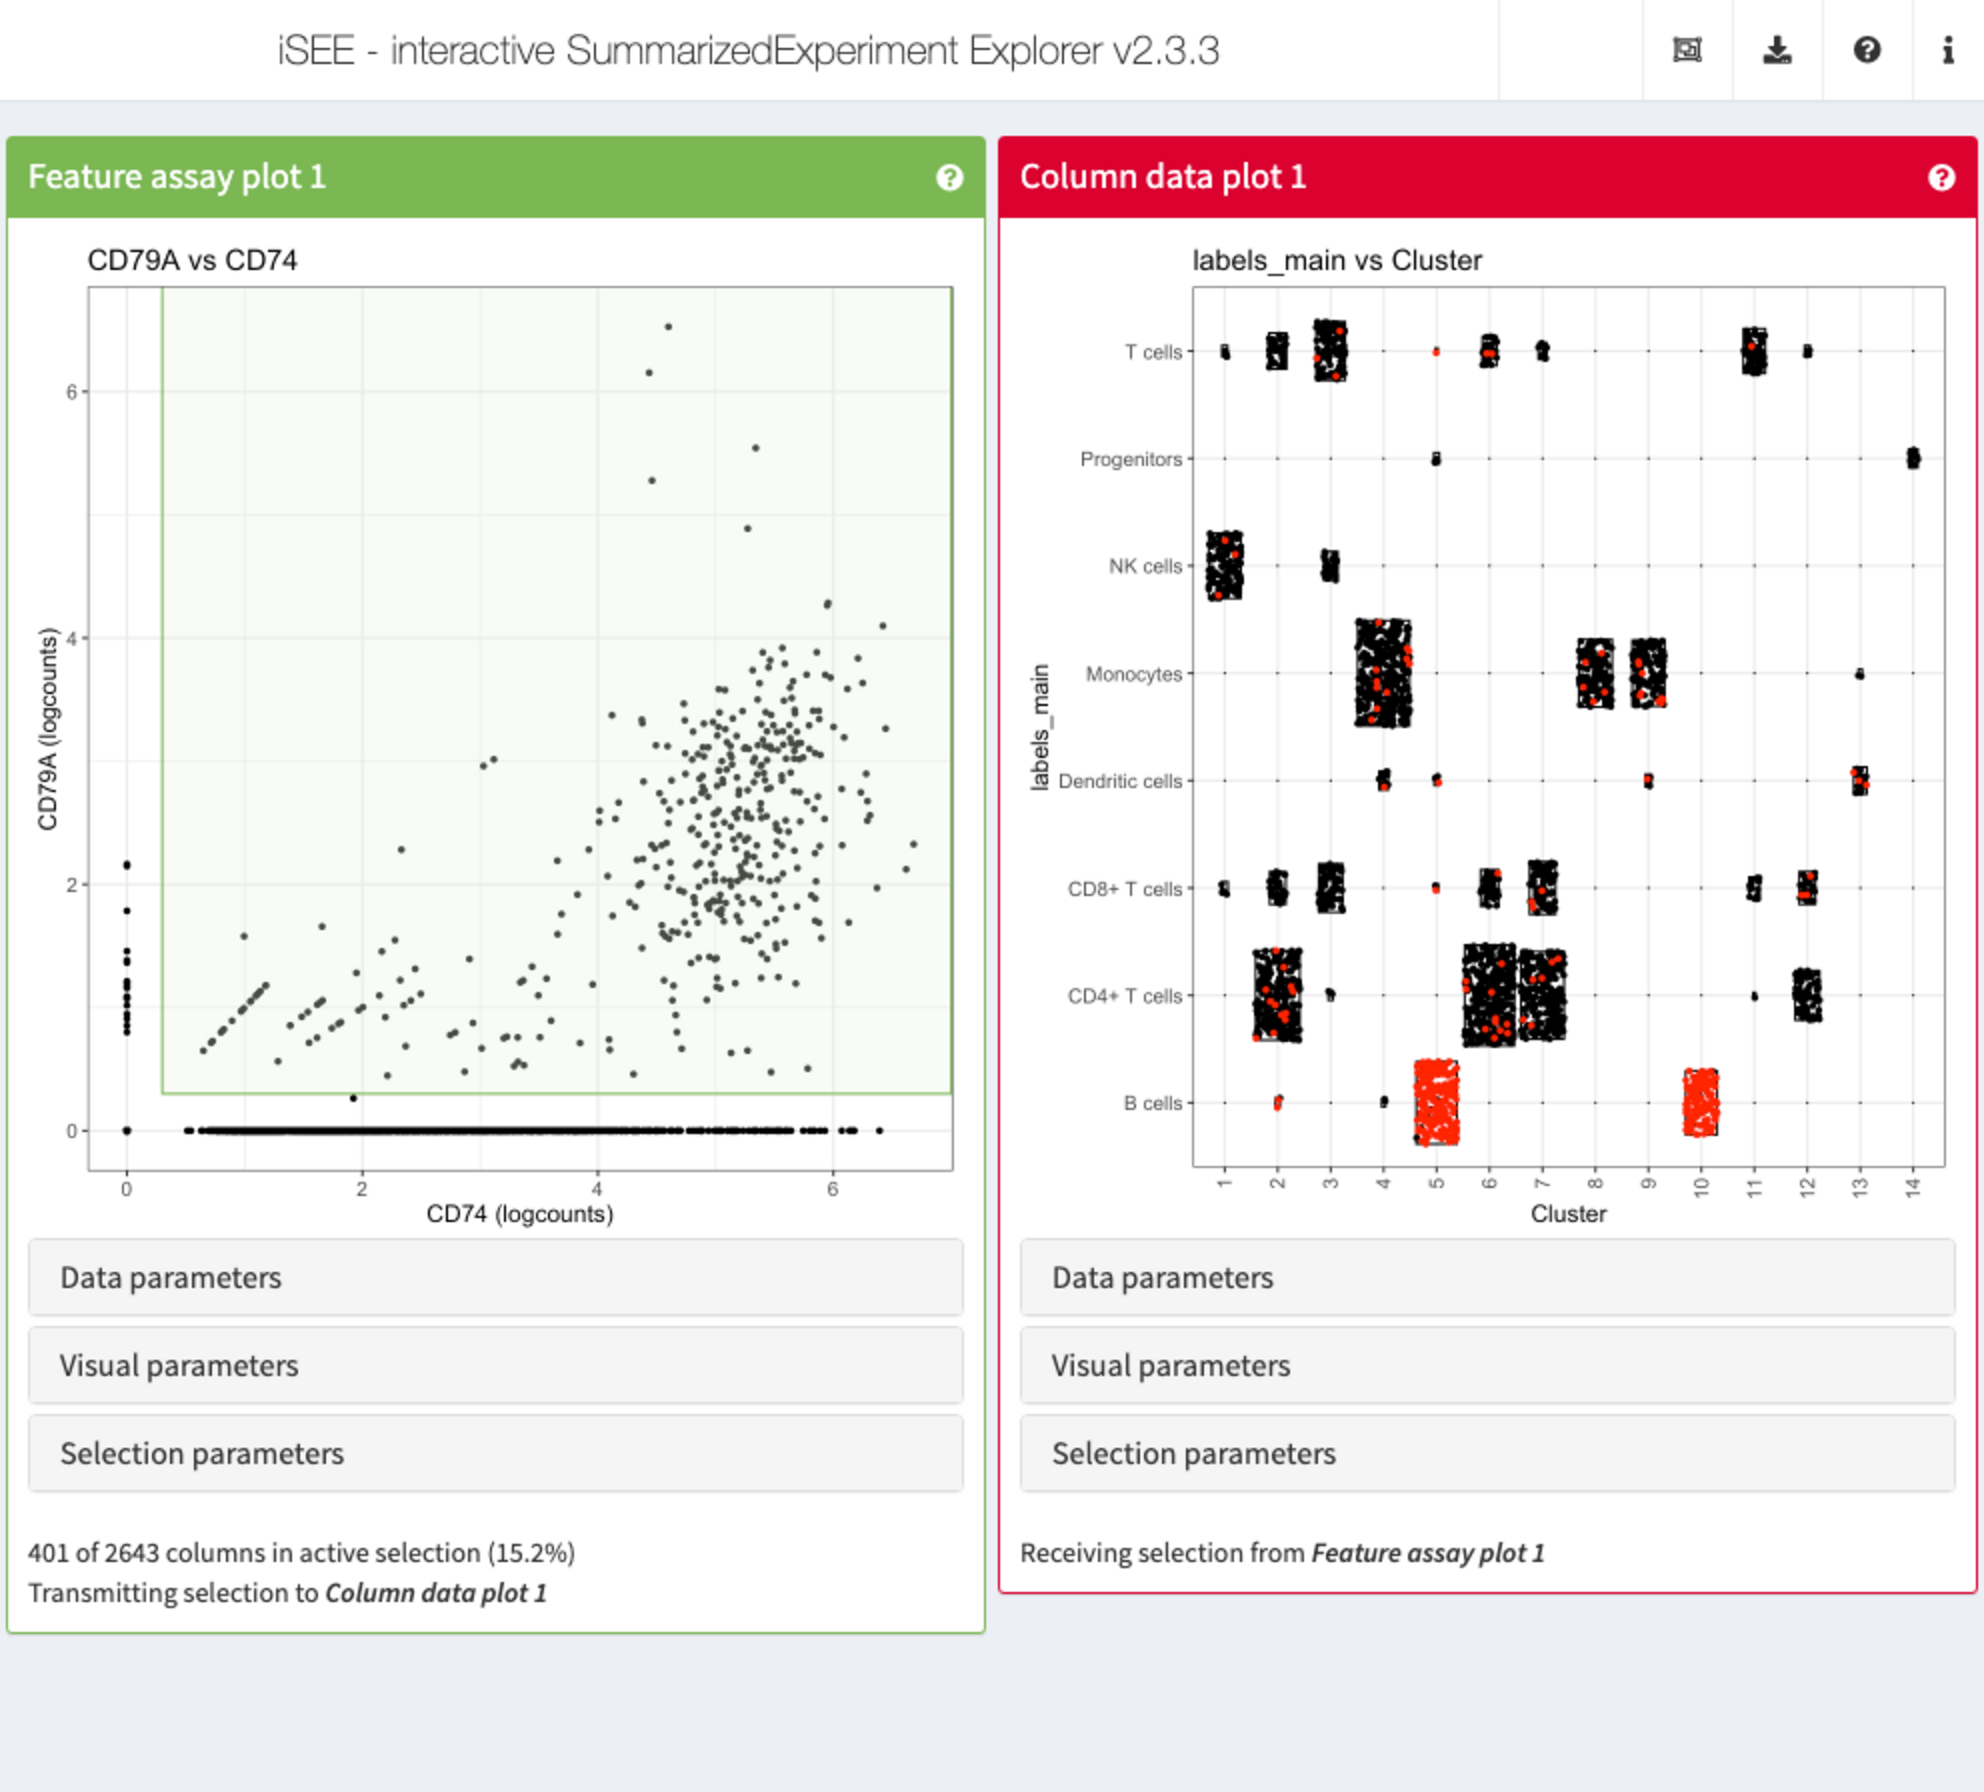 iSEE - interactive SummarizedExperiment Explorer v2.3.3
Feature assay plot 1
CD79A vs CD74
CD79A (logcounts)
6
4
2
0
0 2 4 6
CD74 (logcounts)
Data parameters
Visual parameters
Selection parameters
401 of 2643 columns in active selection (15.2%)
Transmitting selection to Column data plot 1
Column data plot 1
labels_main vs Cluster
labels_main
T cells
Progenitors
NK cells
Monocytes
Dendritic cells
CD8+ T cells
CD4+ T cells
B cells
1 2 3 4 5 6 7 8 9 10 11 12 13 14
Cluster
Data parameters
Visual parameters
Selection parameters
Receiving selection from Feature assay plot 1